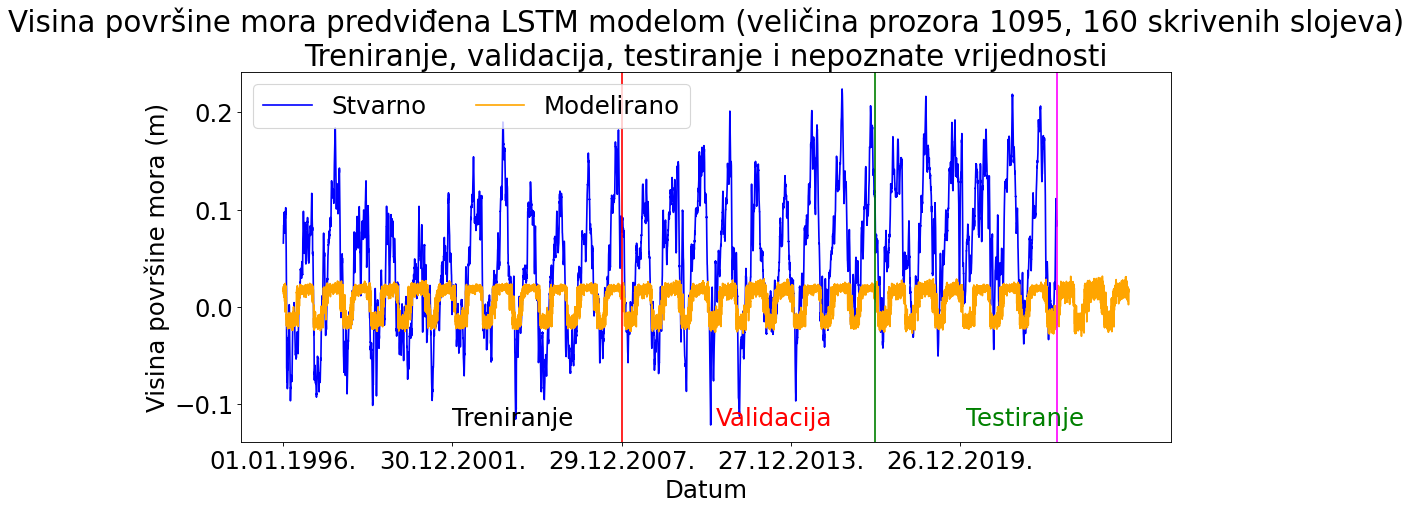 Visina površine mora predviđena LSTM modelom (veličina prozora 1095, 160 skrivenih slojeva)
Treniranje, validacija, testiranje i nepoznate vrijednosti
Stvarno Modelirano
Visina površine mora (m)
0.2
0.1
0.0
−0.1
Treniranje Validacija Testiranje
01.01.1996. 30.12.2001. 29.12.2007. 27.12.2013. 26.12.2019.
Datum